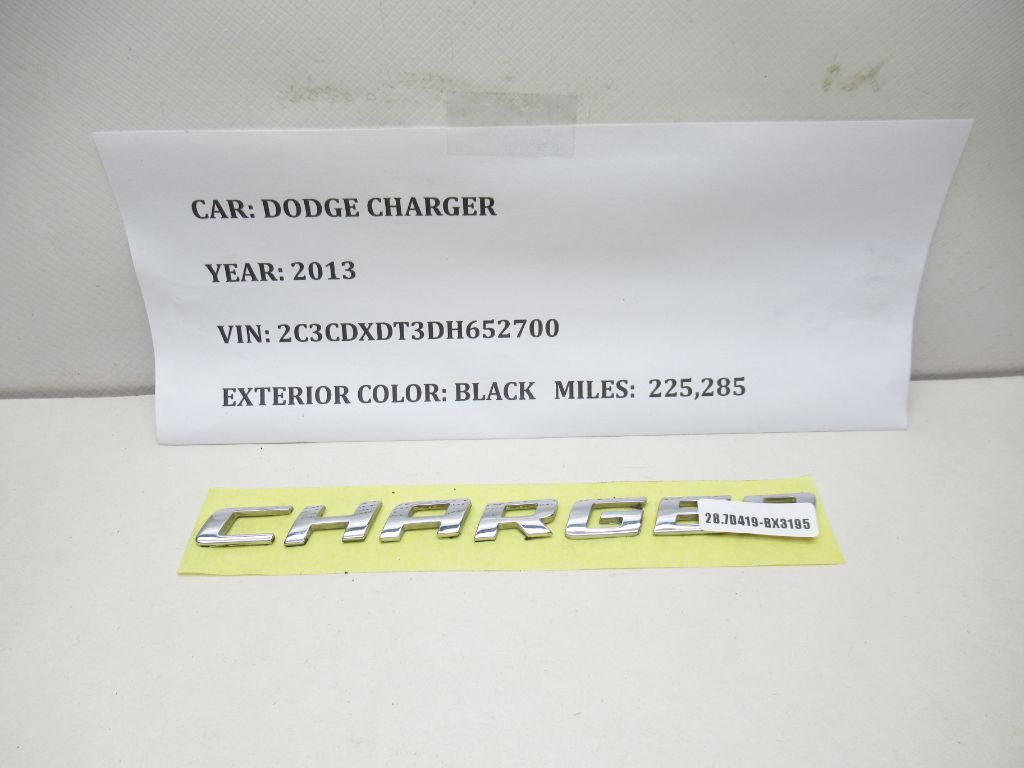 CAR: DODGE CHARGER
YEAR: 2013
VIN: 2C3CDXDT3DH652700
EXTERIOR COLOR: BLACK MILES: 225,285
CHARGER
28.7D419-BX3195